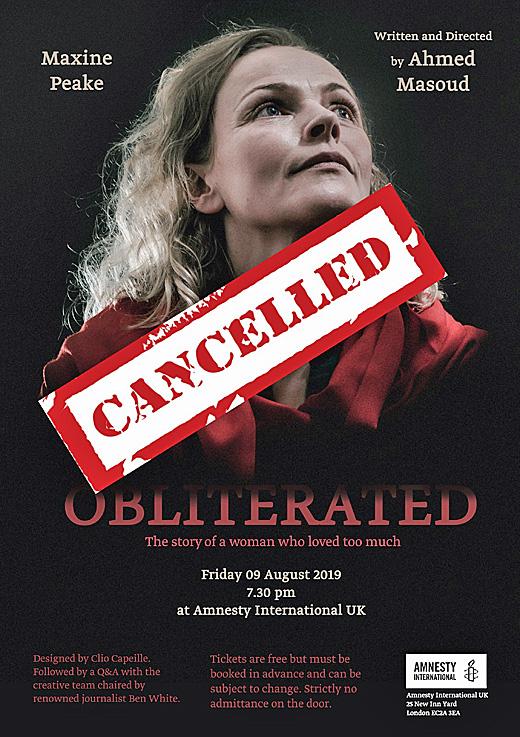 Maxine
Peake
Written and Directed
by Ahmed
Masoud
CANCELLED
OBLITERATED
The story of a woman who loved too much
Friday 09 August 2019
7.30 pm
at Amnesty International UK
Designed by Clio Capeille.
Followed by a Q&A with the
creative team chaired by
renowned journalist Ben White.
Tickets are free but must be
booked in advance and can be
subject to change. Strictly no
admittance on the door.
AMNESTY
INTERNATIONAL
Amnesty International UK
25 New Inn Yard
London EC2A 3EA